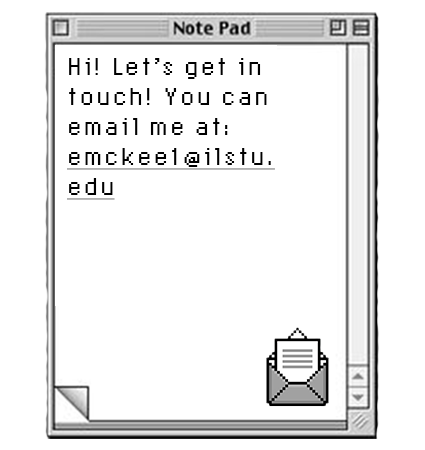 Note Pad
Hi! Let's get in
touch! You can
email me at:
emckee1@ilstu.
edu